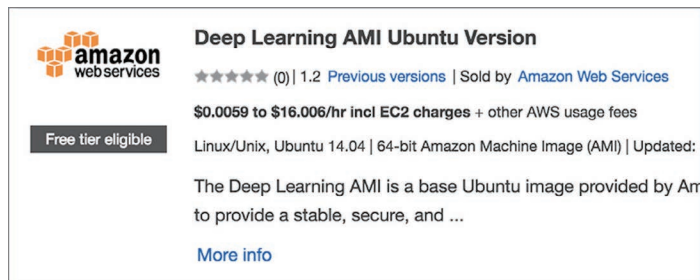 amazon
webservices
Free tier eligible
Deep Learning AMI Ubuntu Version
(0) | 1.2 Previous versions | Sold by Amazon Web Services
$0.0059 to $16.006/hr incl EC2 charges + other AWS usage fees
Linux/Unix, Ubuntu 14.04 | 64-bit Amazon Machine Image (AMI) | Updated:
The Deep Learning AMI is a base Ubuntu image provided by Am
to provide a stable, secure, and ...
More info